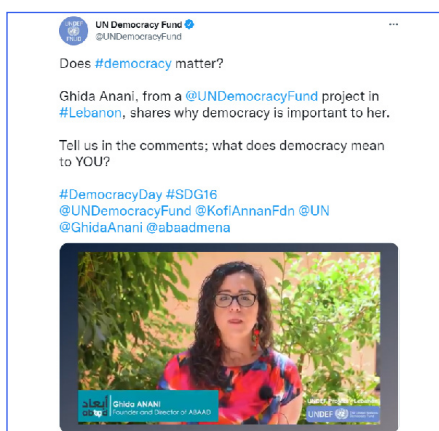 UN Democracy Fund
@UNDemocracyFund
Does #democracy matter?
Ghida Anani, from a @UNDemocracyFund project in
#Lebanon, shares why democracy is important to her.
Tell us in the comments; what does democracy mean
to YOU?
#DemocracyDay #SDG16
@UNDemocracyFund @KofiAnnanFdn @UN
@GhidaAnani @abaadmena
أبعاد
abaad
Ghida ANANI
Founder and Director of ABAAD
UNDEF